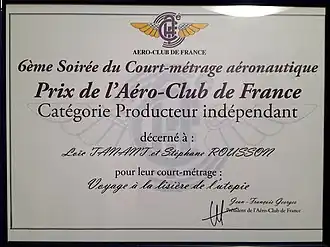 AERO-CLUB DE FRANCE
6ème Soirée du Court-métrage aéronautique
Prix de l'Aéro-Club de France
Catégorie Producteur indépendant
décerné à :
Loïc TANANT et Stéphane ROUSSON
pour leur court-métrage :
Voyage à la lisière de l'utopie
Jean-François Georges
Président de l'Aéro-Club de France